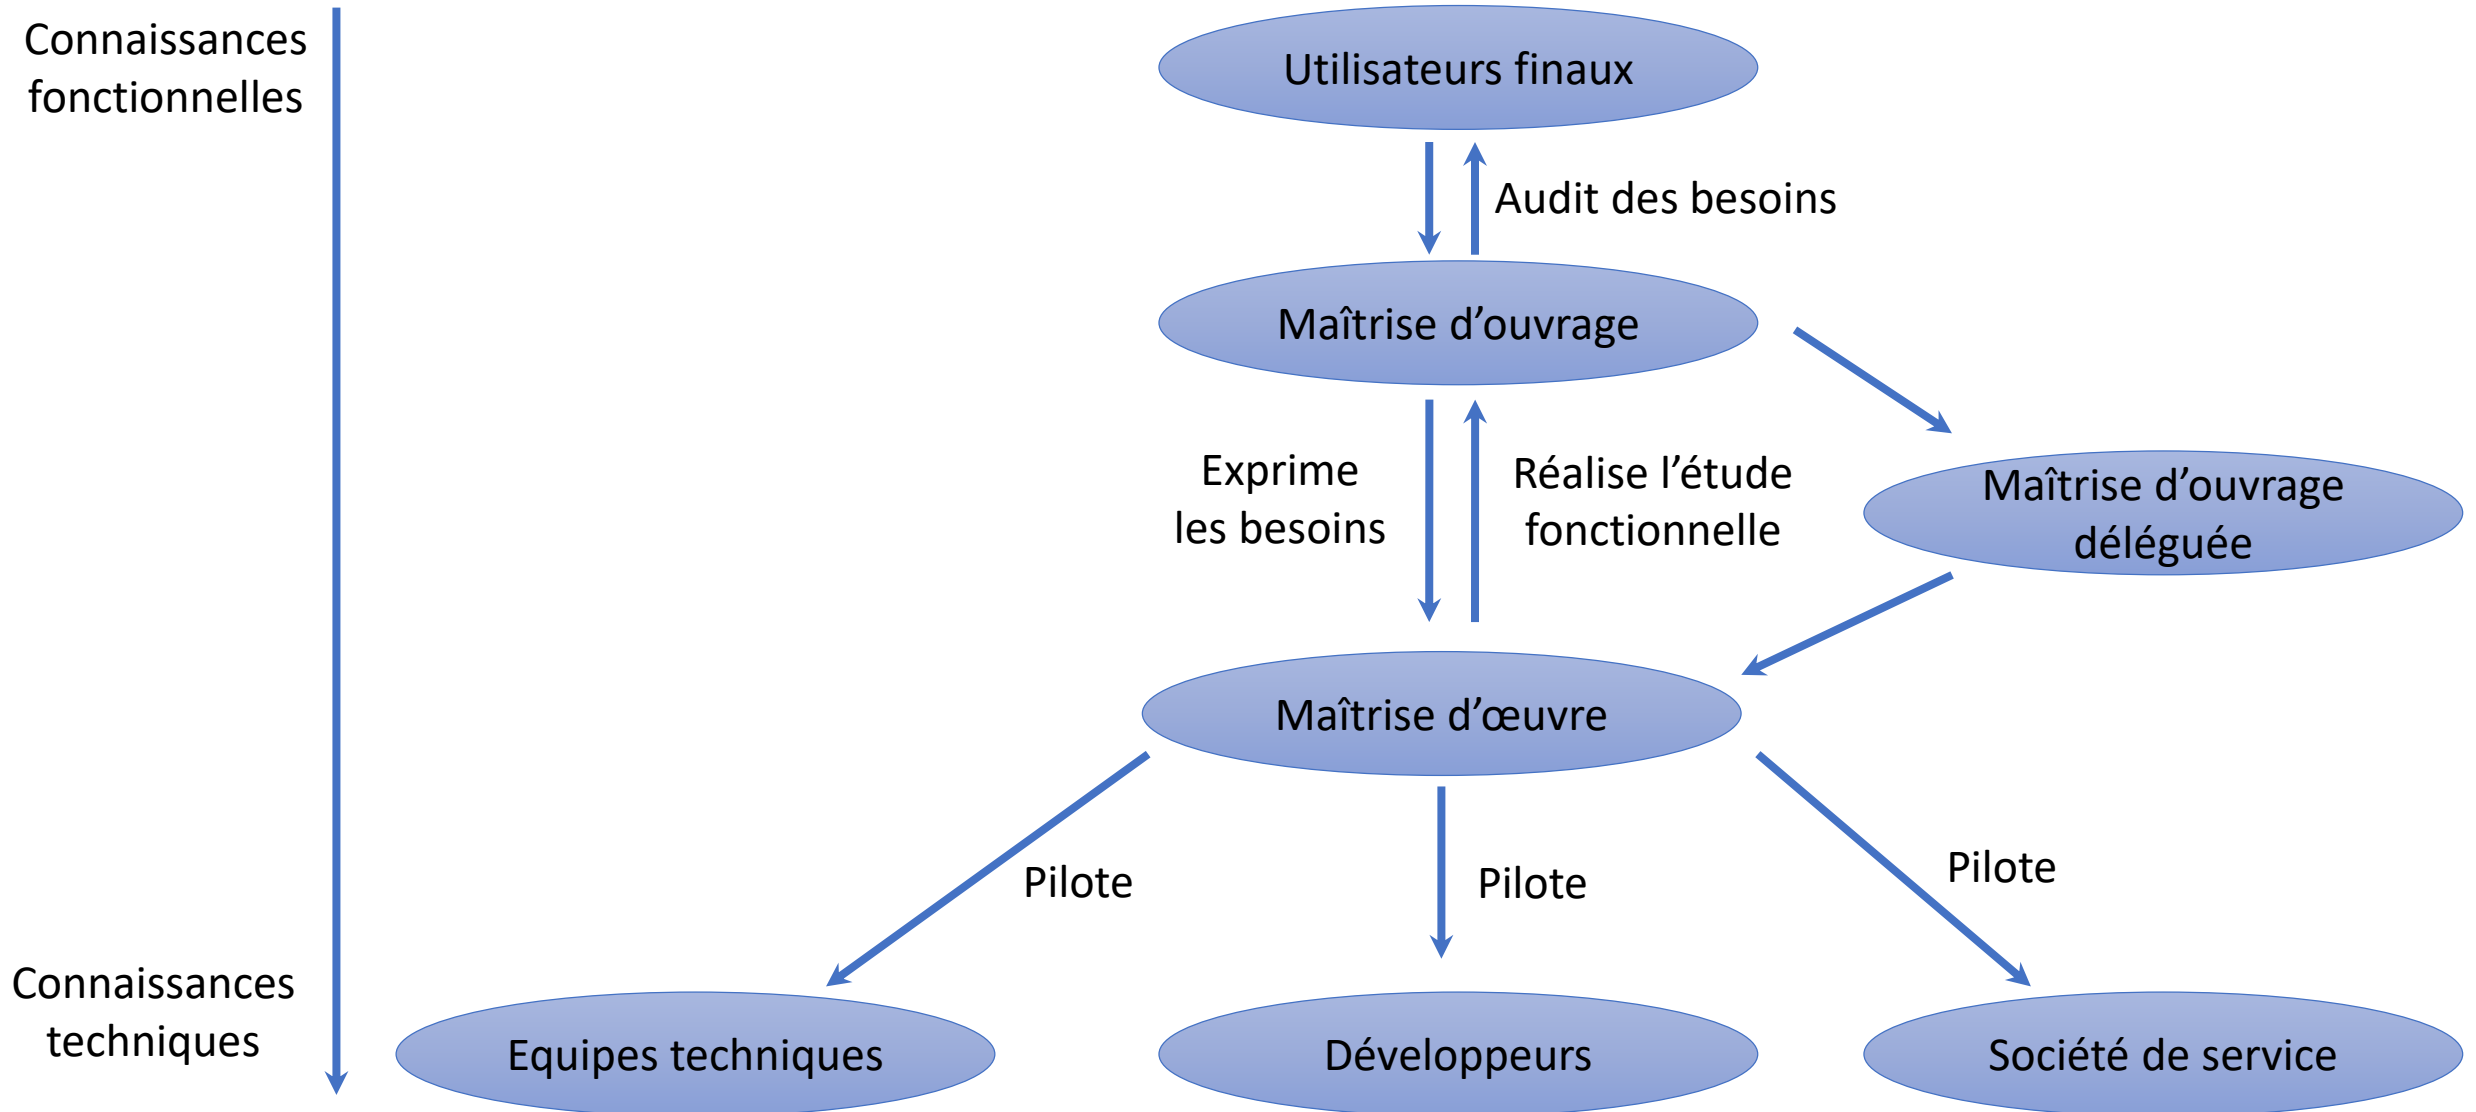 Connaissances
fonctionnelles
Utilisateurs finaux
Audit des besoins
Maîtrise d’ouvrage
Exprime
les besoins
Réalise l’étude
fonctionnelle
Maîtrise d’ouvrage
déléguée
Maîtrise d’œuvre
Pilote
Pilote
Pilote
Connaissances
techniques
Equipes techniques
Développeurs
Société de service